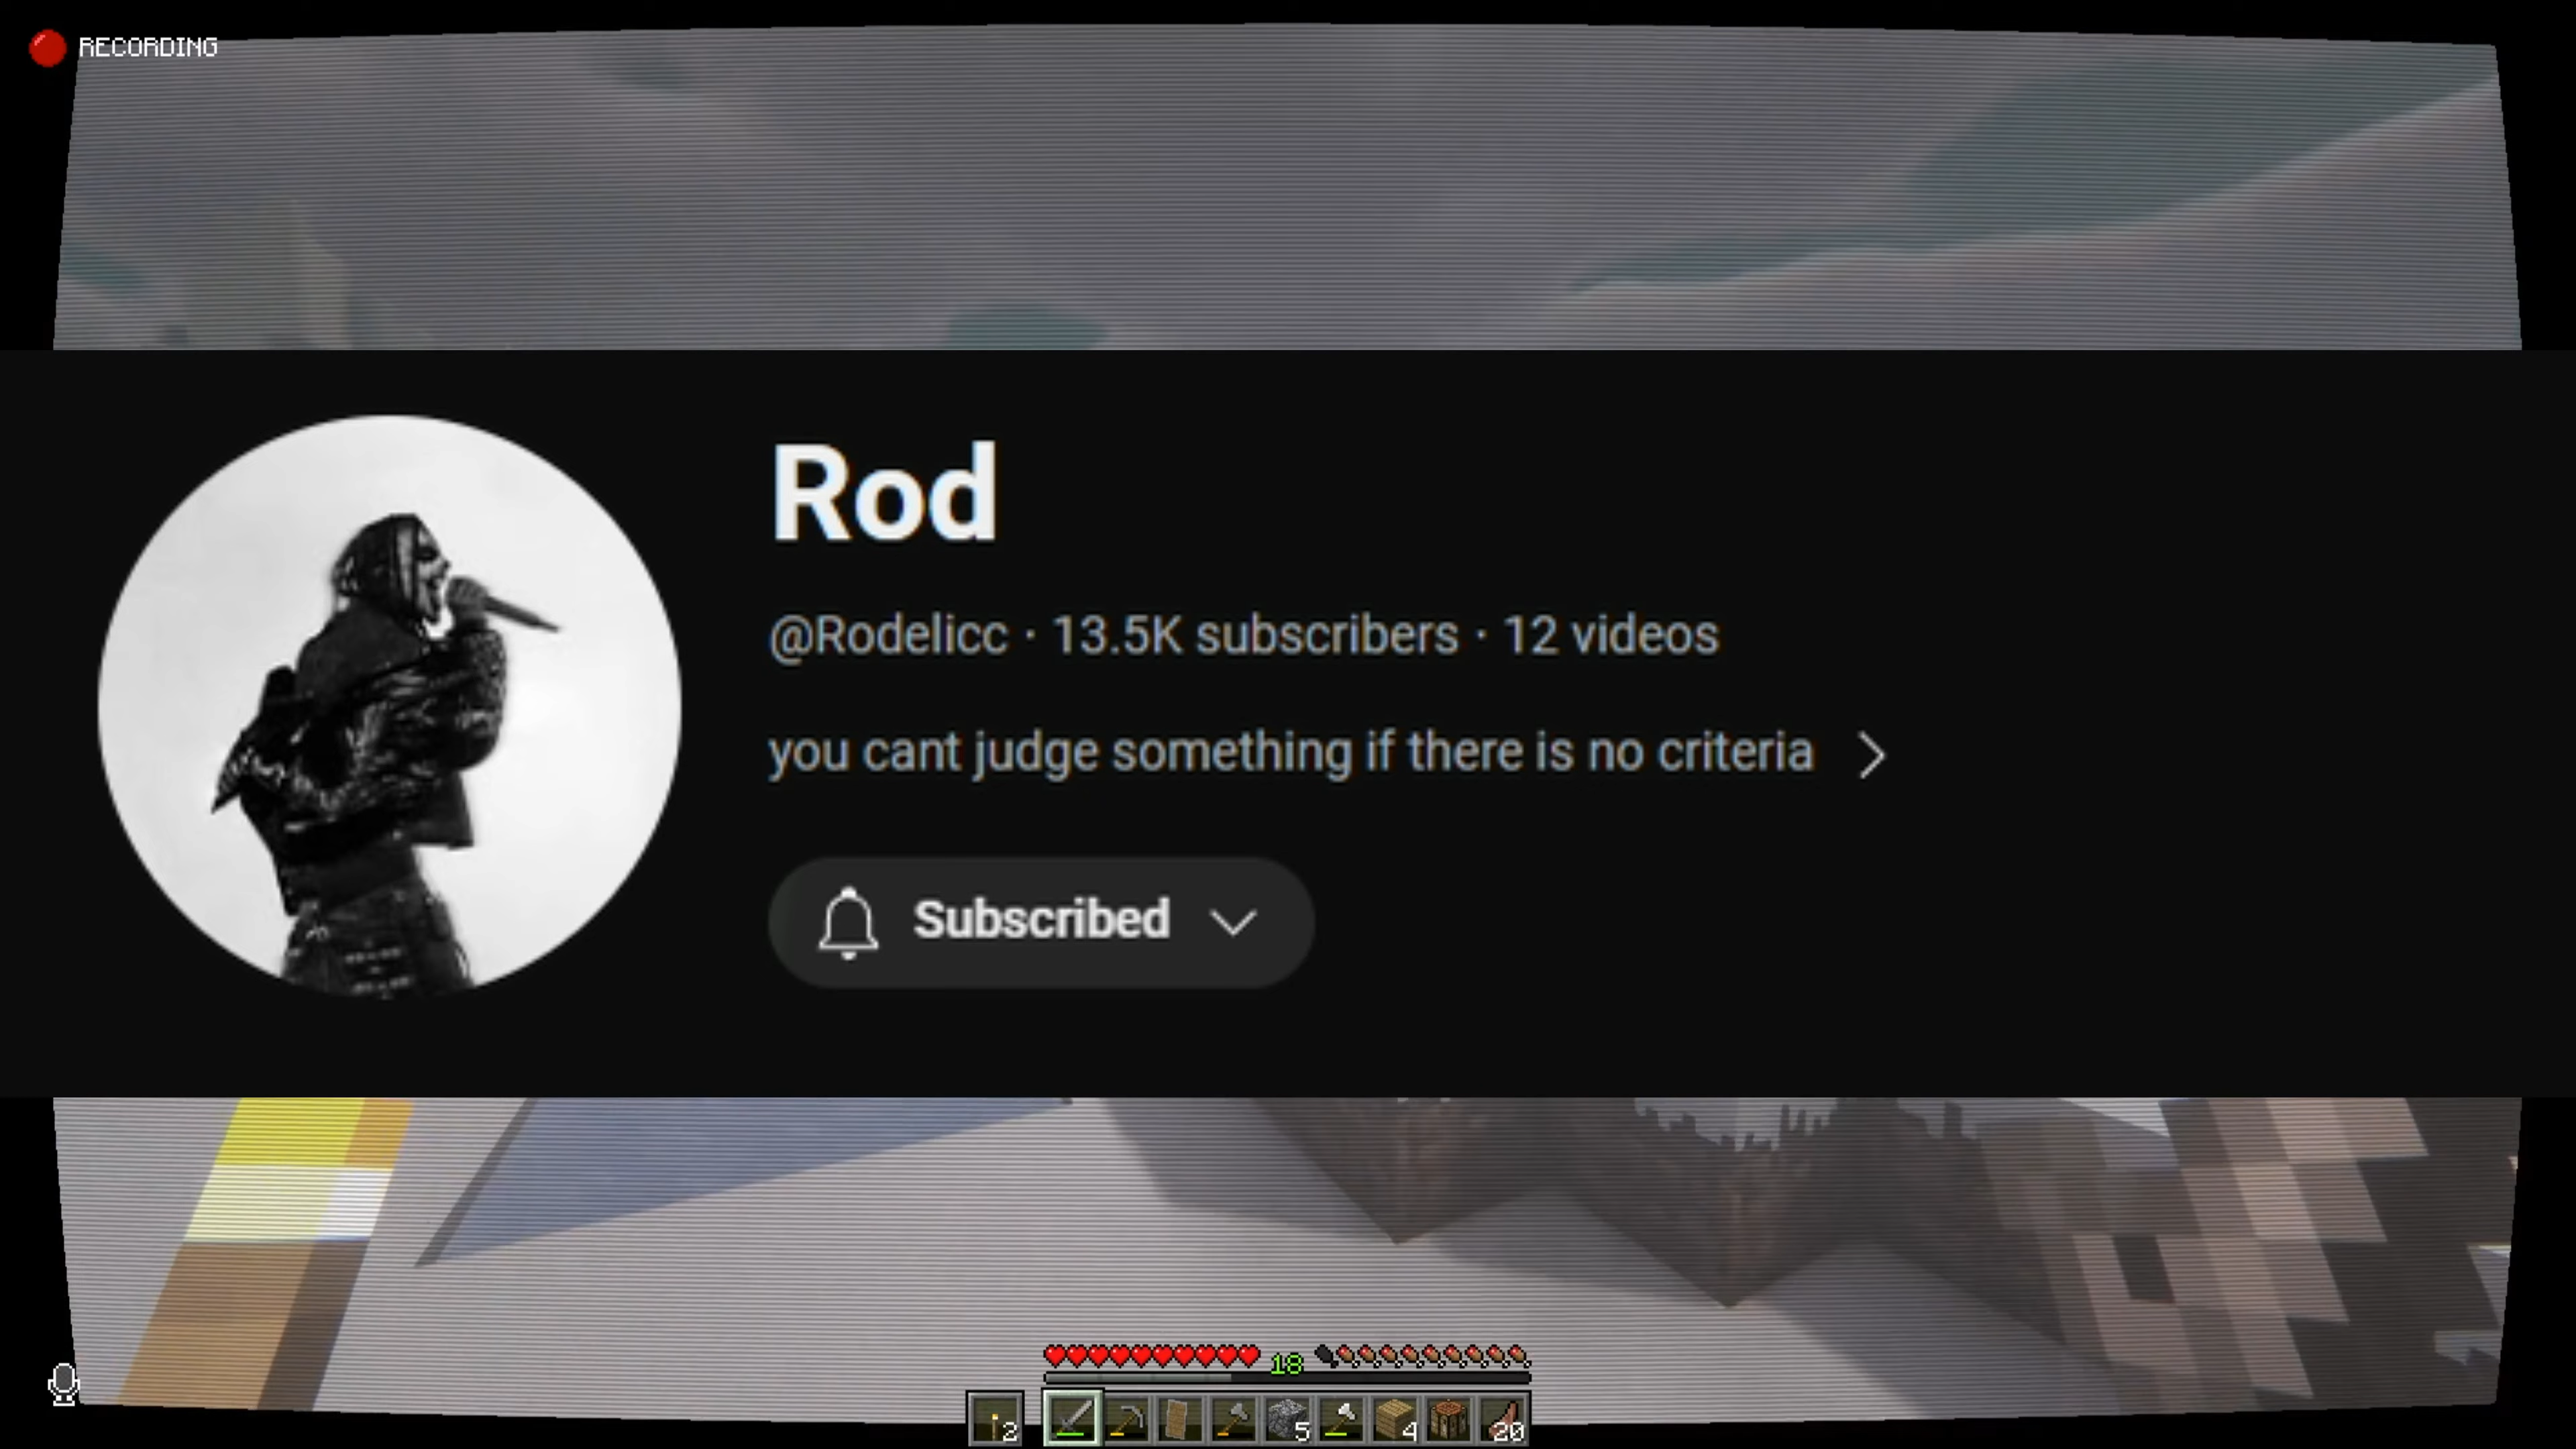 RECORDING
Rod
@Rodelicc · 13.5K subscribers · 12 videos
you cant judge something if there is no criteria
Subscribed
18
2 5 4 20